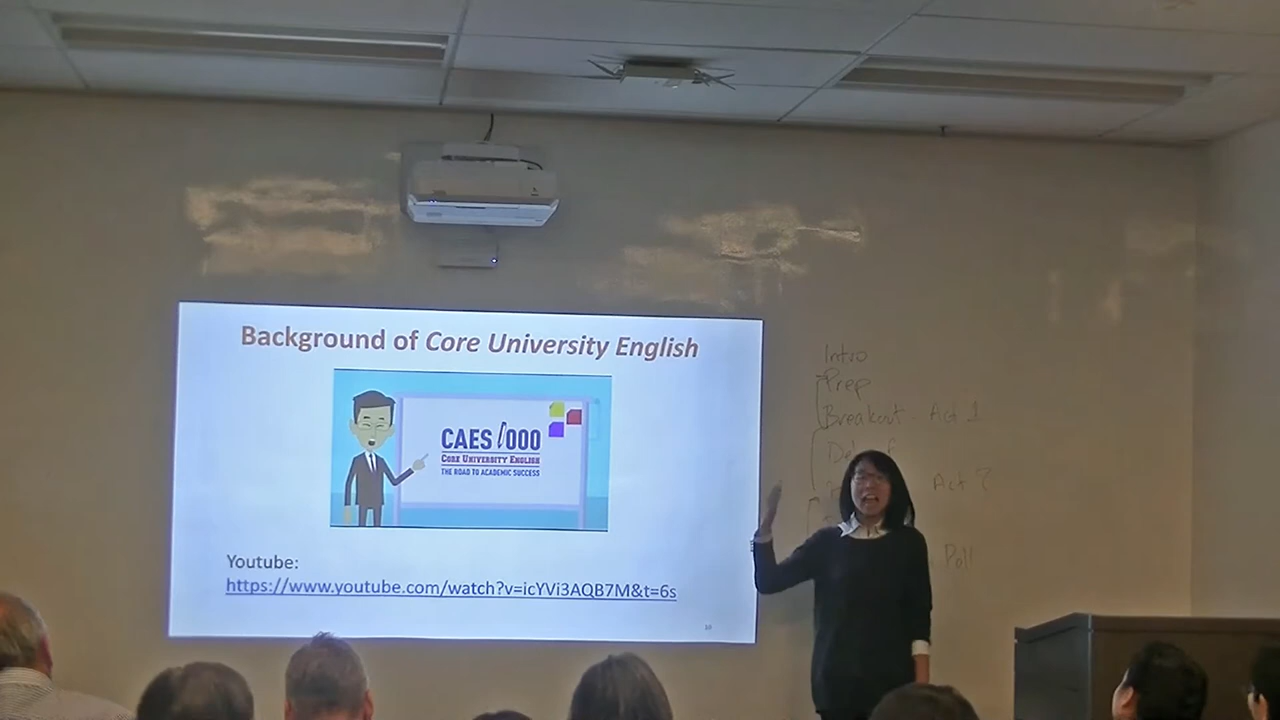 Background of Core University English
CAES 1000
CORE UNIVERSITY ENGLISH
THE ROAD TO ACADEMIC SUCCESS
Youtube:
https://www.youtube.com/watch?v=icYVi3AQB7M&t=6s
10
Intro
Prep
Breakout - Act 1
Act 2
Poll